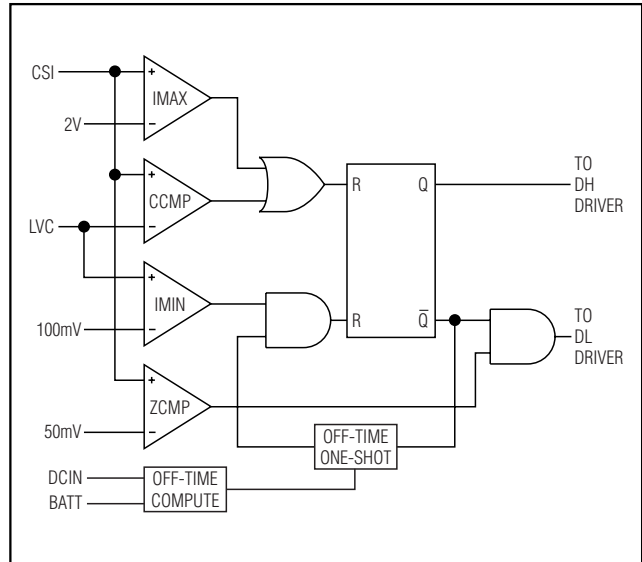 CSI
+
IMAX
2V
−
+
CCMP
LVC
−
+
IMIN
100mV
−
+
ZCMP
50mV
−
DCIN
BATT
OFF-TIME
COMPUTE
OFF-TIME
ONE-SHOT
R
Q
R
Q̅
TO
DH
DRIVER
TO
DL
DRIVER